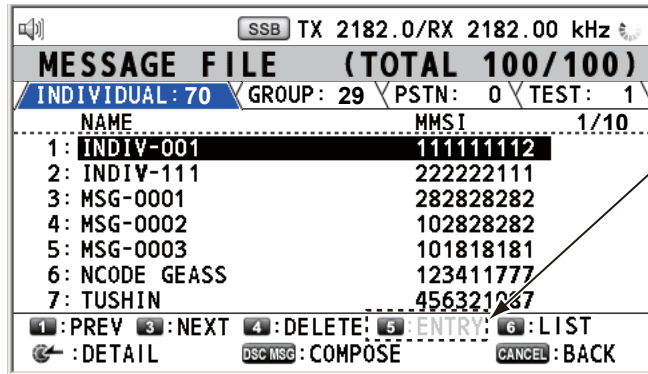 SSB TX 2182.0/RX 2182.00 kHz
MESSAGE FILE (TOTAL 100/100)
INDIVIDUAL: 70 GROUP: 29 PSTN: 0 TEST: 1
NAME MMSI 1/10
1: INDIV-001 111111112
2: INDIV-111 222222111
3: MSG-0001 282828282
4: MSG-0002 102828282
5: MSG-0003 101818181
6: NCODE GEASS 123411777
7: TUSHIN 456321987
1 :PREV 3 :NEXT 4 :DELETE 5 :ENTRY 6 :LIST
:DETAIL DSC MSG :COMPOSE CANCEL :BACK